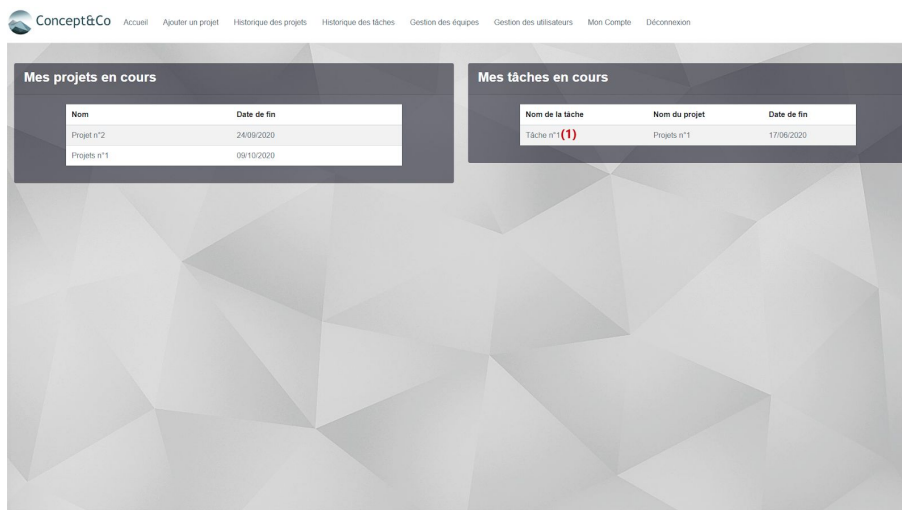 Concept&Co Accueil Ajouter un projet Historique des projets Historique des tâches Gestion des équipes Gestion des utilisateurs Mon Compte Déconnexion
Mes projets en cours
Nom Date de fin
Projet n°2 24/09/2020
Projets n°1 09/10/2020
Mes tâches en cours
Nom de la tâche Nom du projet Date de fin
Tâche n°1 (1) Projets n°1 17/06/2020